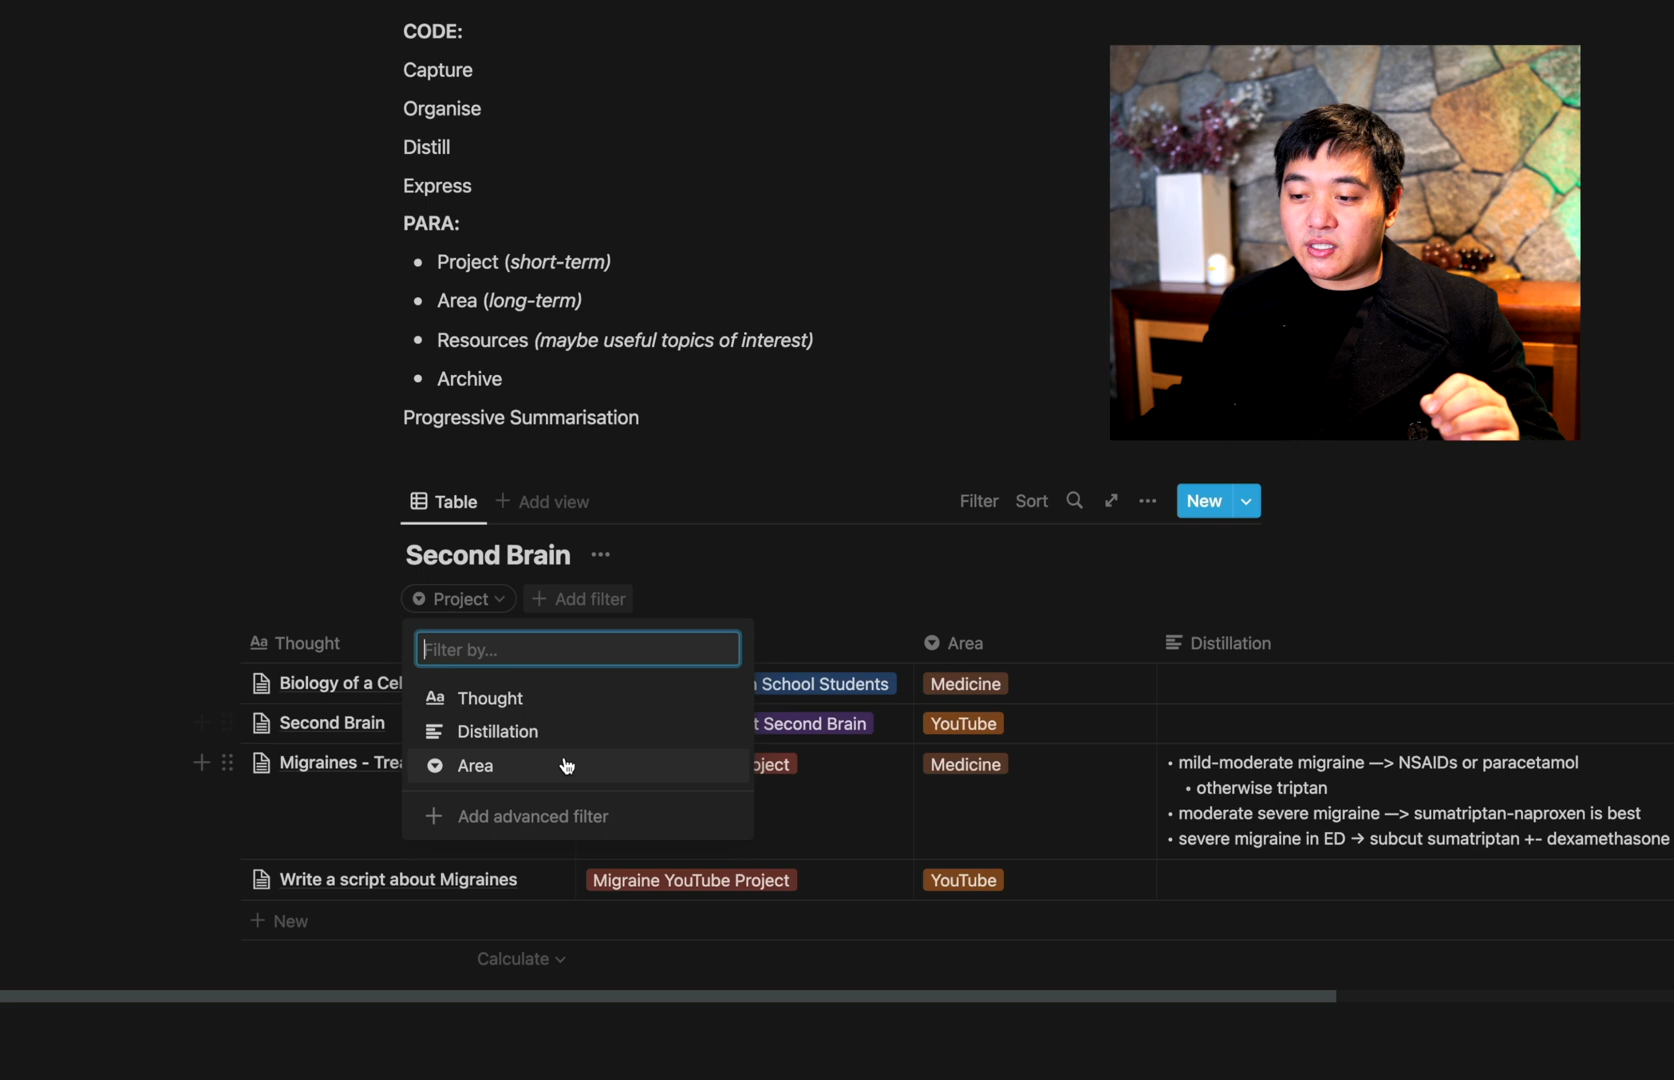 CODE:
Capture
Organise
Distill
Express
PARA:
• Project (short-term)
• Area (long-term)
• Resources (maybe useful topics of interest)
• Archive
Progressive Summarisation
Table + Add view Filter Sort ... New
Second Brain ...
Project + Add filter
Aa Thought Area Distillation
Filter by...
Aa Thought
Distillation
Area
+ Add advanced filter
Biology of a Cel School Students Medicine
Second Brain t Second Brain YouTube
Migraines - Trea oject Medicine
• mild-moderate migraine —> NSAIDs or paracetamol
• otherwise triptan
• moderate severe migraine —> sumatriptan-naproxen is best
• severe migraine in ED → subcut sumatriptan +- dexamethasone
Write a script about Migraines Migraine YouTube Project YouTube
+ New
Calculate